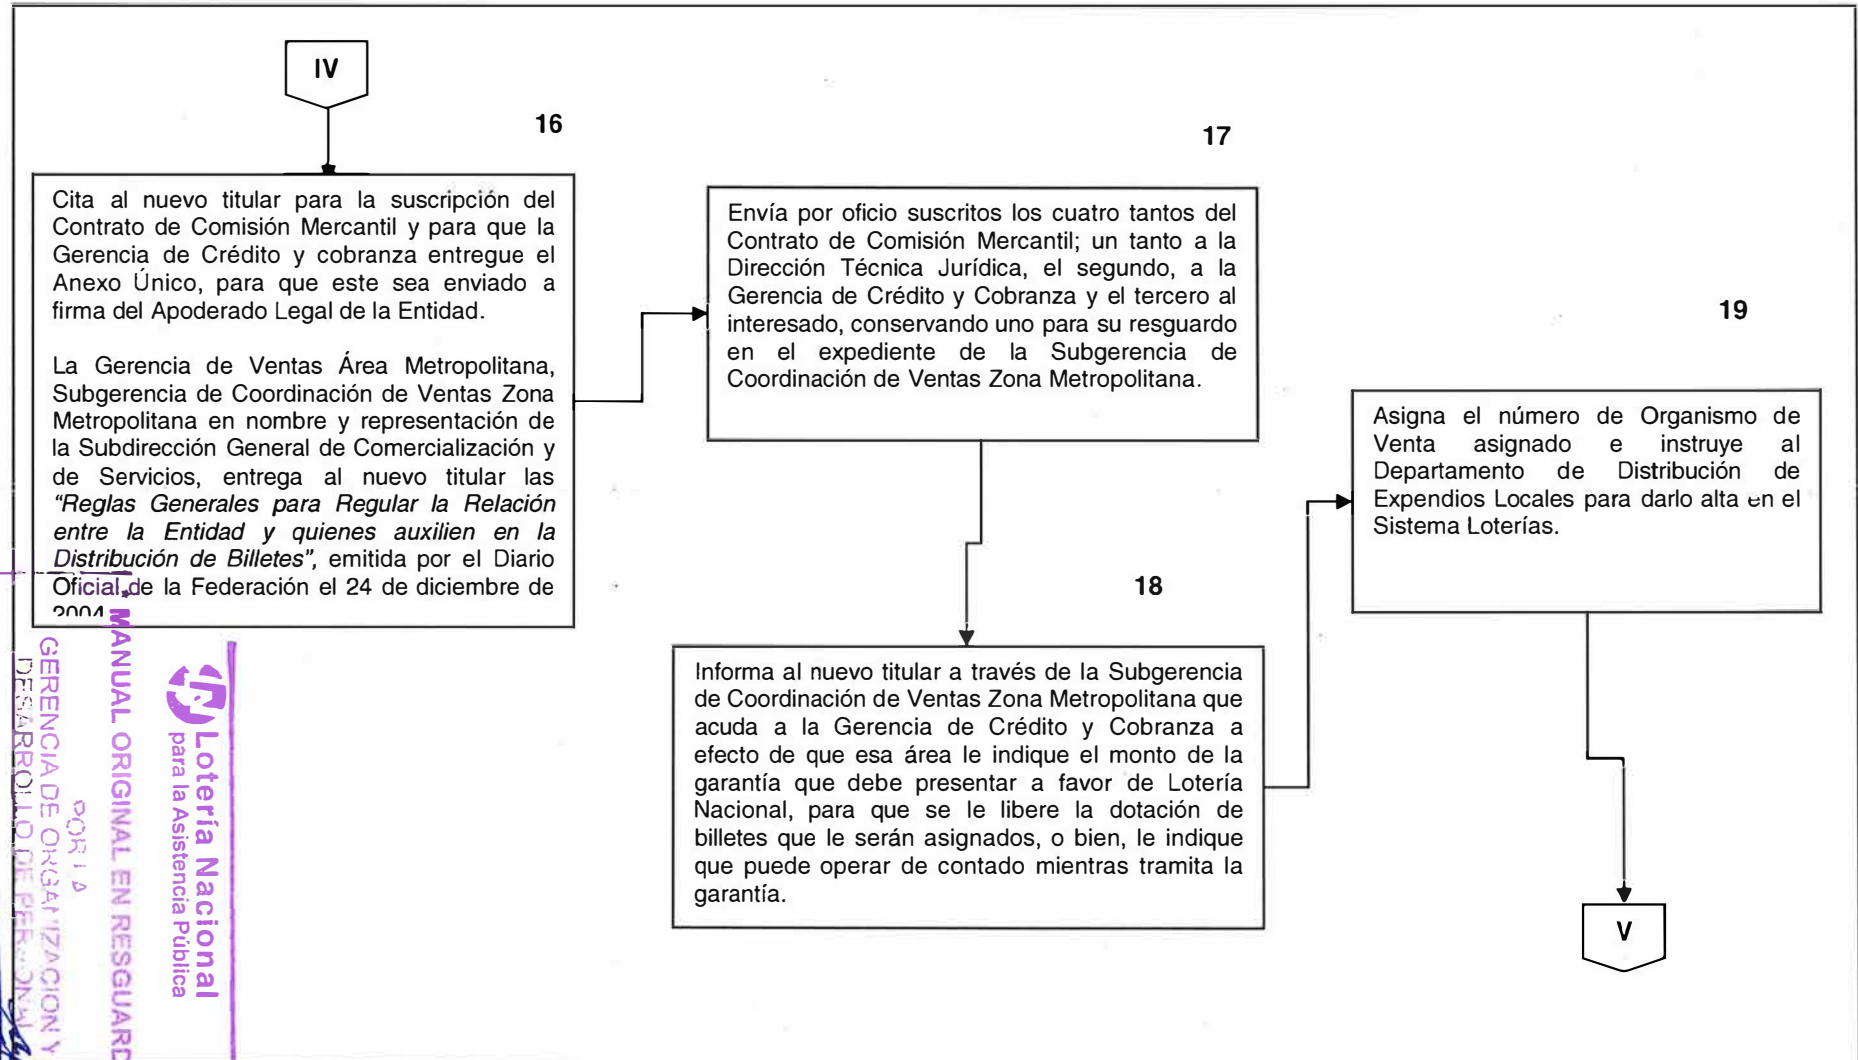 IV
16
Cita al nuevo titular para la suscripción del
Contrato de Comisión Mercantil y para que la
Gerencia de Crédito y cobranza entregue el
Anexo Único, para que este sea enviado a
firma del Apoderado Legal de la Entidad.
La Gerencia de Ventas Área Metropolitana,
Subgerencia de Coordinación de Ventas Zona
Metropolitana en nombre y representación de
la Subdirección General de Comercialización y
de Servicios, entrega al nuevo titular las
“Reglas Generales para Regular la Relación
entre la Entidad y quienes auxilien en la
Distribución de Billetes”, emitida por el Diario
Oficial de la Federación el 24 de diciembre de
2004
17
Envía por oficio suscritos los cuatro tantos del
Contrato de Comisión Mercantil; un tanto a la
Dirección Técnica Jurídica, el segundo, a la
Gerencia de Crédito y Cobranza y el tercero al
interesado, conservando uno para su resguardo
en el expediente de la Subgerencia de
Coordinación de Ventas Zona Metropolitana.
18
Informa al nuevo titular a través de la Subgerencia
de Coordinación de Ventas Zona Metropolitana que
acuda a la Gerencia de Crédito y Cobranza a
efecto de que esa área le indique el monto de la
garantía que debe presentar a favor de Lotería
Nacional, para que se le libere la dotación de
billetes que le serán asignados, o bien, le indique
que puede operar de contado mientras tramita la
garantía.
19
Asigna el número de Organismo de
Venta asignado e instruye al
Departamento de Distribución de
Expendios Locales para darlo alta en el
Sistema Loterías.
V
Lotería Nacional
para la Asistencia Pública
MANUAL ORIGINAL EN RESGUARD
POR LA
GERENCIA DE ORGANIZACION Y
DESARROLLO DE PERSONAL